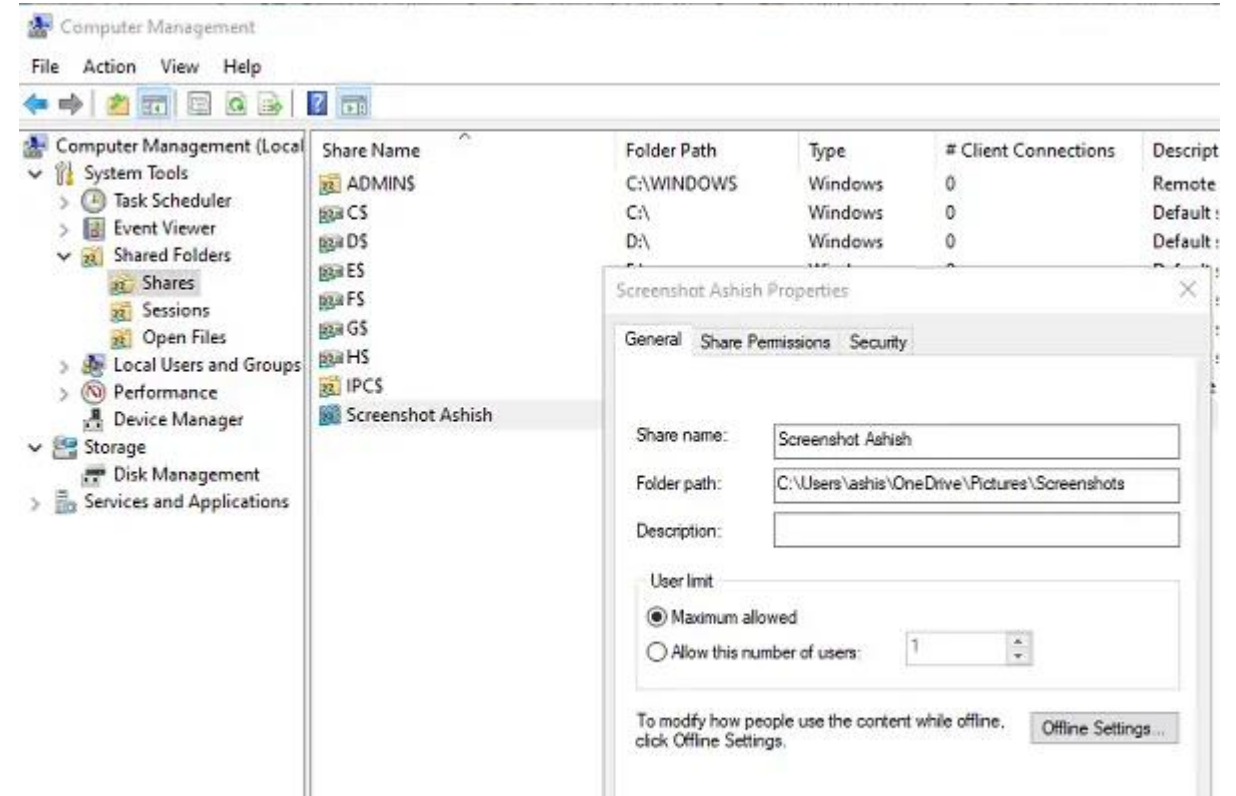 Computer Management
File Action View Help
Computer Management (Local
System Tools
Task Scheduler
Event Viewer
Shared Folders
Shares
Sessions
Open Files
Local Users and Groups
Performance
Device Manager
Storage
Disk Management
Services and Applications
Share Name Folder Path Type # Client Connections Descript
ADMIN$ C:\WINDOWS Windows 0 Remote
C$ C:\ Windows 0 Default
D$ D:\ Windows 0 Default
E$
F$
G$
H$
IPC$
Screenshot Ashish
Screenshot Ashish Properties
General Share Permissions Security
Share name: Screenshot Ashish
Folder path: C:\Users\ashis\OneDrive\Pictures\Screenshots
Description:
User limit
Maximum allowed
Allow this number of users: 1
To modify how people use the content while offline,
click Offline Settings.
Offline Settings...